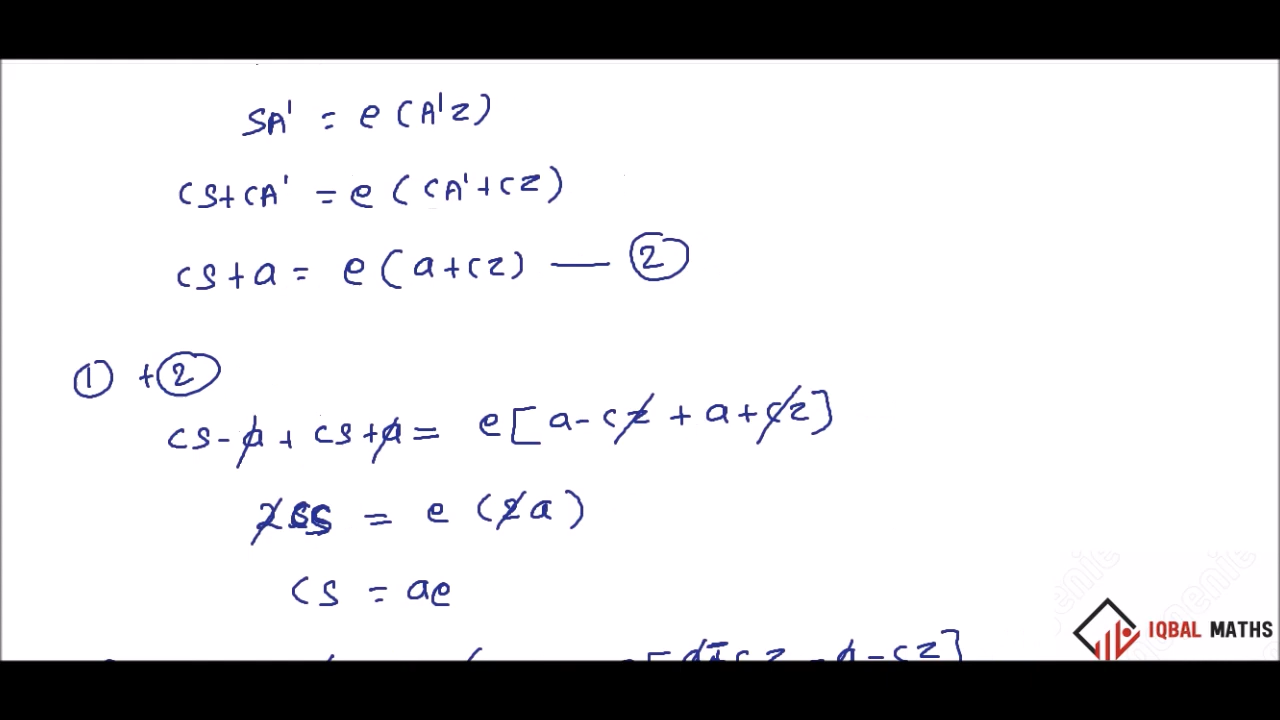 SA' = e (A'Z)
CS+CA' = e (CA'+CZ)
CS+a = e (a+CZ) — ②
① + ②
CS-a + CS+a = e[a-CZ + a+CZ]
2CS = e (2a)
CS = ae
IQBAL MATHS